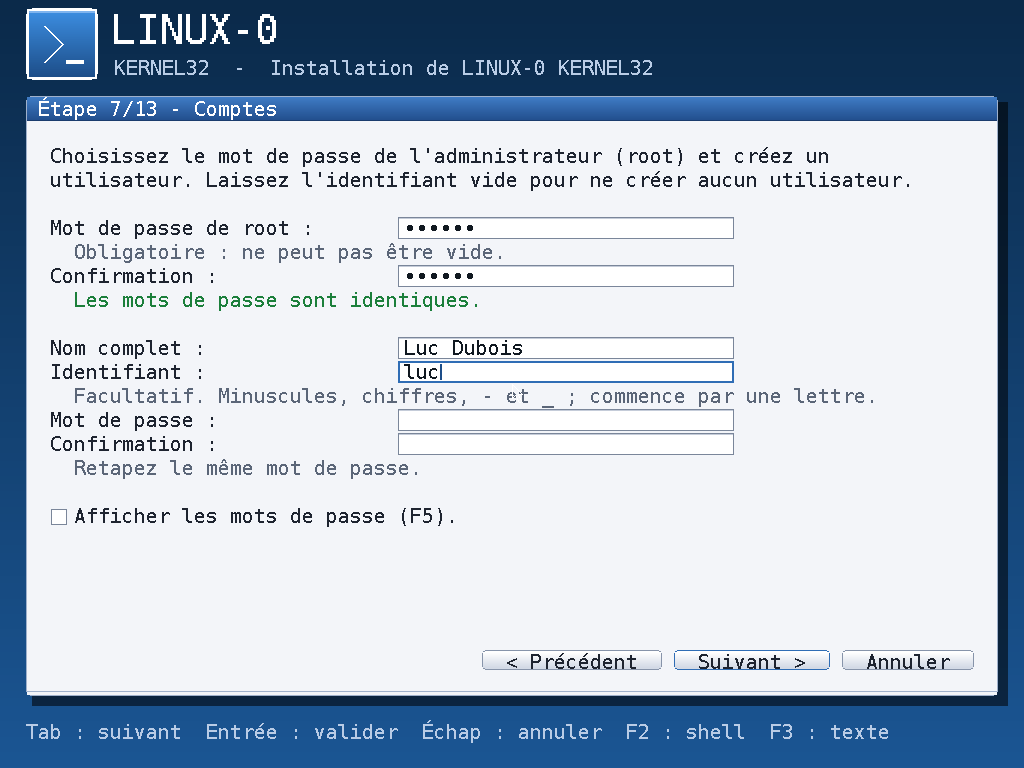 LINUX-0
KERNEL32 - Installation de LINUX-0 KERNEL32
Étape 7/13 - Comptes
Choisissez le mot de passe de l'administrateur (root) et créez un
utilisateur. Laissez l'identifiant vide pour ne créer aucun utilisateur.
Mot de passe de root : ••••••
Obligatoire : ne peut pas être vide.
Confirmation : ••••••
Les mots de passe sont identiques.
Nom complet : Luc Dubois
Identifiant : luc
Facultatif. Minuscules, chiffres, - et _ ; commence par une lettre.
Mot de passe :
Confirmation :
Retapez le même mot de passe.
Afficher les mots de passe (F5).
< Précédent Suivant > Annuler
Tab : suivant Entrée : valider Échap : annuler F2 : shell F3 : texte